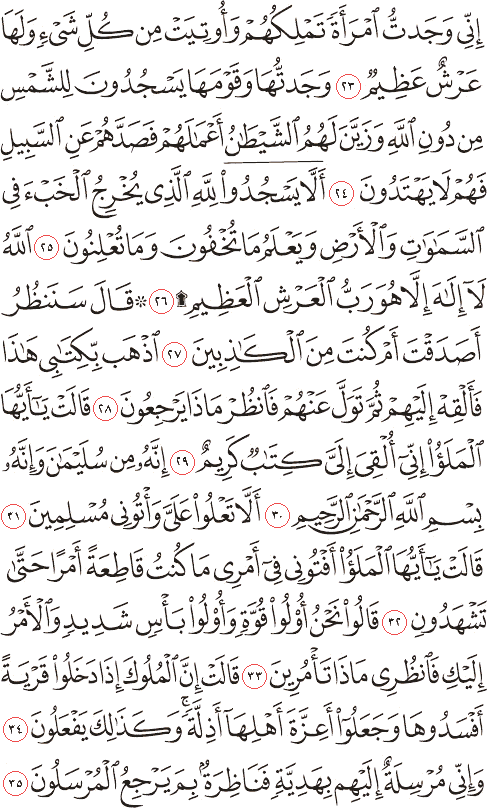 إِنِّي وَجَدتُّ ٱمْرَأَةً تَمْلِكُهُمْ وَأُوتِيَتْ مِن كُلِّ شَيْءٍ وَلَهَا
عَرْشٌ عَظِيمٌ ٢٣ وَجَدتُّهَا وَقَوْمَهَا يَسْجُدُونَ لِلشَّمْسِ
مِن دُونِ ٱللَّهِ وَزَيَّنَ لَهُمُ ٱلشَّيْطَٰنُ أَعْمَٰلَهُمْ فَصَدَّهُمْ عَنِ ٱلسَّبِيلِ
فَهُمْ لَا يَهْتَدُونَ ٢٤ أَلَّا يَسْجُدُوا۟ لِلَّهِ ٱلَّذِي يُخْرِجُ ٱلْخَبْءَ فِي
ٱلسَّمَٰوَٰتِ وَٱلْأَرْضِ وَيَعْلَمُ مَا تُخْفُونَ وَمَا تُعْلِنُونَ ٢٥ ٱللَّهُ
لَآ إِلَٰهَ إِلَّا هُوَ رَبُّ ٱلْعَرْشِ ٱلْعَظِيمِ ۩ ٢٦ ۞ قَالَ سَنَنظُرُ
أَصَدَقْتَ أَمْ كُنتَ مِنَ ٱلْكَٰذِبِينَ ٢٧ ٱذْهَب بِّكِتَٰبِي هَٰذَا
فَأَلْقِهْ إِلَيْهِمْ ثُمَّ تَوَلَّ عَنْهُمْ فَٱنظُرْ مَاذَا يَرْجِعُونَ ٢٨ قَالَتْ يَٰٓأَيُّهَا
ٱلْمَلَؤُا۟ إِنِّيٓ أُلْقِيَ إِلَيَّ كِتَٰبٌ كَرِيمٌ ٢٩ إِنَّهُۥ مِن سُلَيْمَٰنَ وَإِنَّهُۥ
بِسْمِ ٱللَّهِ ٱلرَّحْمَٰنِ ٱلرَّحِيمِ ٣٠ أَلَّا تَعْلُوا۟ عَلَيَّ وَأْتُونِي مُسْلِمِينَ ٣١
قَالَتْ يَٰٓأَيُّهَا ٱلْمَلَؤُا۟ أَفْتُونِي فِيٓ أَمْرِي مَا كُنتُ قَاطِعَةً أَمْرًا حَتَّىٰ
تَشْهَدُونِ ٣٢ قَالُوا۟ نَحْنُ أُو۟لُوا۟ قُوَّةٍ وَأُو۟لُوا۟ بَأْسٍ شَدِيدٍ وَٱلْأَمْرُ
إِلَيْكِ فَٱنظُرِي مَاذَا تَأْمُرِينَ ٣٣ قَالَتْ إِنَّ ٱلْمُلُوكَ إِذَا دَخَلُوا۟ قَرْيَةً
أَفْسَدُوهَا وَجَعَلُوٓا۟ أَعِزَّةَ أَهْلِهَآ أَذِلَّةً ۖ وَكَذَٰلِكَ يَفْعَلُونَ ٣٤
وَإِنِّي مُرْسِلَةٌ إِلَيْهِم بِهَدِيَّةٍ فَنَاظِرَةٌۢ بِمَ يَرْجِعُ ٱلْمُرْسَلُونَ ٣٥